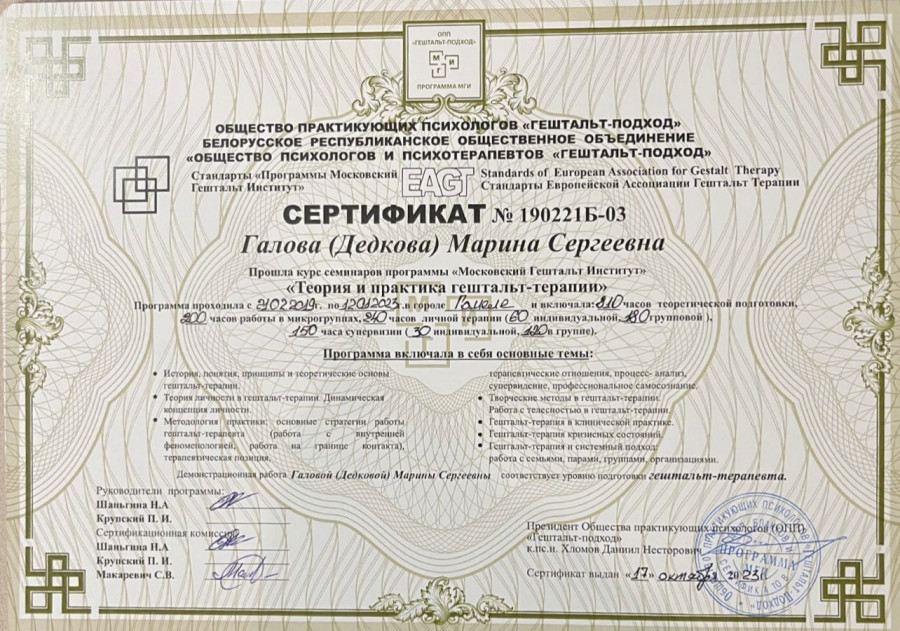 ОПП
«ГЕШТАЛЬТ-ПОДХОД»
М
И
Г
ПРОГРАММА МГИ
ОБЩЕСТВО ПРАКТИКУЮЩИХ ПСИХОЛОГОВ «ГЕШТАЛЬТ-ПОДХОД»
БЕЛОРУССКОЕ РЕСПУБЛИКАНСКОЕ ОБЩЕСТВЕННОЕ ОБЪЕДИНЕНИЕ
«ОБЩЕСТВО ПСИХОЛОГОВ И ПСИХОТЕРАПЕВТОВ «ГЕШТАЛЬТ-ПОДХОД»
Стандарты «Программы Московский
Гештальт Институт»
EAGT
Standards of European Association for Gestalt Therapy
Стандарты Европейской Ассоциации Гештальт Терапии
СЕРТИФИКАТ № 190221Б-03
Галова (Дедкова) Марина Сергеевна
Прошла курс семинаров программы «Московский Гештальт Институт»
«Теория и практика гештальт-терапии»
Программа проходила с 21.02.2019г. по 12.01.2023г. в городе и включала: 810 часов теоретической подготовки,
200 часов работы в микрогруппах, 240 часов личной терапии (60 индивидуальной, 180 групповой ),
150 часа супервизии ( 30 индивидуальной, 120 в группе).
Программа включала в себя основные темы:
• История, понятия, принципы и теоретические основы
гештальт-терапии.
• Теория личности в гештальт-терапии. Динамическая
концепция личности.
• Методология практики: основные стратегии работы
гештальт-терапевта (работа с внутренней
феноменологией, работа на границе контакта),
терапевтическая позиция,
терапевтические отношения, процесс- анализ,
супервидение, профессиональное самосознание.
• Творческие методы в гештальт-терапии.
Работа с телесностью в гештальт-терапии.
• Гештальт-терапия в клинической практике.
• Гештальт-терапия кризисных состояний.
• Гештальт-терапия и системный подход:
работа с семьями, парами, группами, организациями.
Демонстрационная работа Галовой (Дедковой) Марины Сергеевны соответствует уровню подготовки гештальт-терапевта.
Руководители программы:
Шаньгина Н.А
Крупский П. И.
Сертификационная комиссия:
Шаньгина Н.А
Крупский П. И.
Макаревич С.В.
Президент Общества практикующих психологов (ОПП)
«Гештальт-подход»
к.пс.н. Хломов Даниил Несторович
Сертификат выдан «17» октября 2023г.
ПРОГРАММА
МГИ